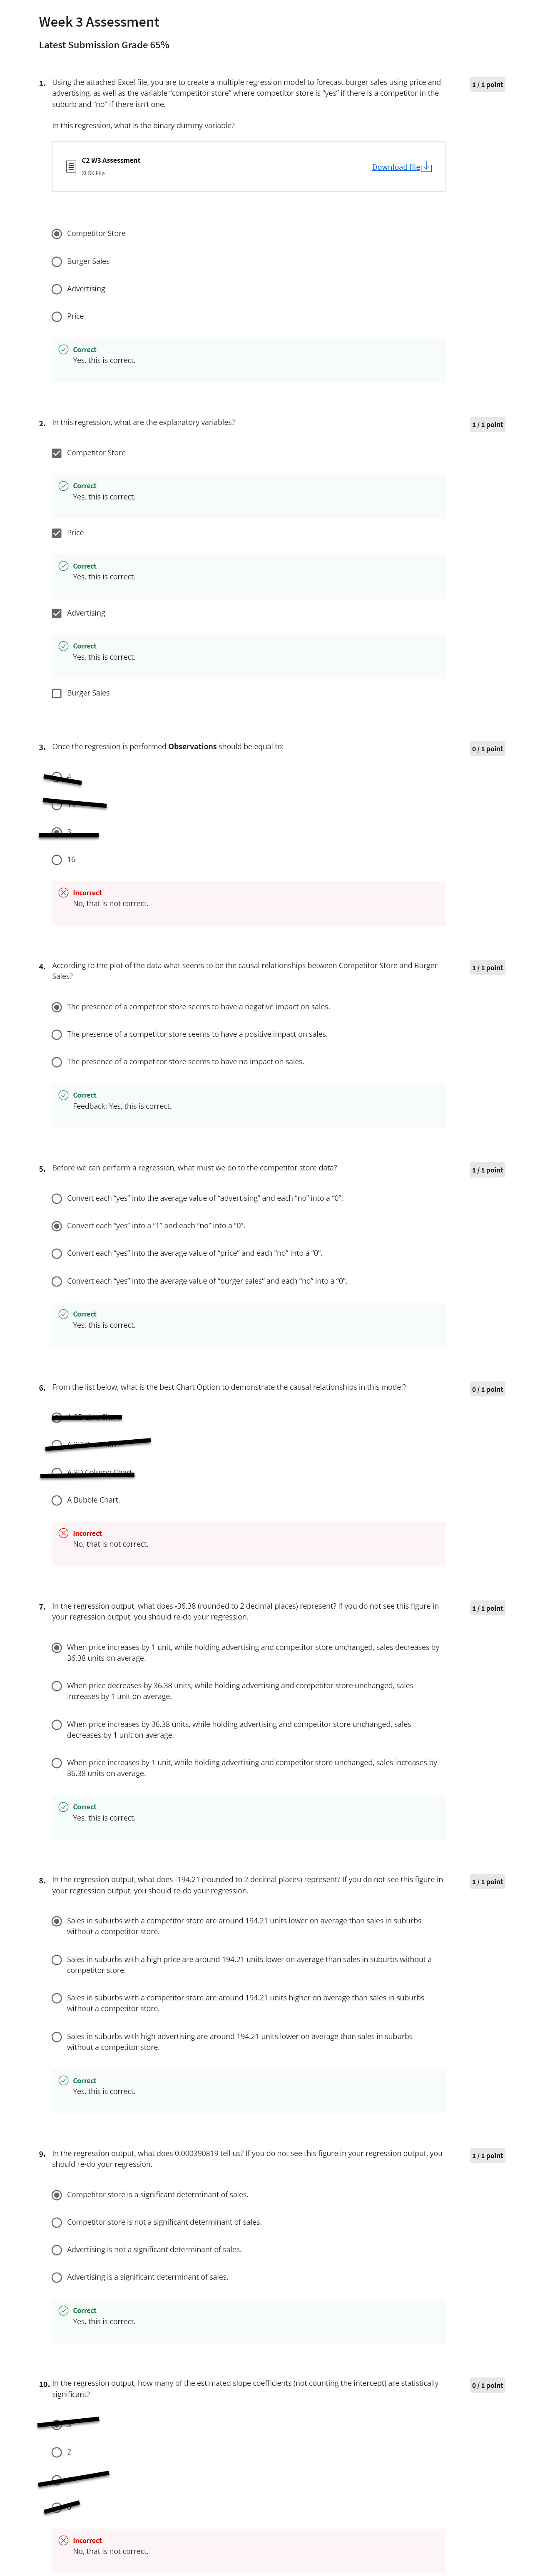 Week 3 Assessment
Latest Submission Grade 65%
1. Using the attached Excel file, you are to create a multiple regression model to forecast burger sales using price and
advertising, as well as the variable “competitor store” where competitor store is “yes” if there is a competitor in the
suburb and “no” if there isn’t one.
1 / 1 point
In this regression, what is the binary dummy variable?
C2 W3 Assessment
XLSX File
Download file
Competitor Store
Burger Sales
Advertising
Price
Correct
Yes, this is correct.
2. In this regression, what are the explanatory variables?
1 / 1 point
Competitor Store
Correct
Yes, this is correct.
Price
Correct
Yes, this is correct.
Advertising
Correct
Yes, this is correct.
Burger Sales
3. Once the regression is performed Observations should be equal to:
0 / 1 point
4
3
16
Incorrect
No, that is not correct.
4. According to the plot of the data what seems to be the causal relationships between Competitor Store and Burger
Sales?
1 / 1 point
The presence of a competitor store seems to have a negative impact on sales.
The presence of a competitor store seems to have a positive impact on sales.
The presence of a competitor store seems to have no impact on sales.
Correct
Feedback: Yes, this is correct.
5. Before we can perform a regression, what must we do to the competitor store data?
1 / 1 point
Convert each “yes” into the average value of “advertising” and each “no” into a “0”.
Convert each “yes” into a “1” and each “no” into a “0”.
Convert each “yes” into the average value of “price” and each “no” into a “0”.
Convert each “yes” into the average value of “burger sales” and each “no” into a “0”.
Correct
Yes, this is correct.
6. From the list below, what is the best Chart Option to demonstrate the causal relationships in this model?
0 / 1 point
A 2D Column Chart
A Bubble Chart.
Incorrect
No, that is not correct.
7. In the regression output, what does -36.38 (rounded to 2 decimal places) represent? If you do not see this figure in
your regression output, you should re-do your regression.
1 / 1 point
When price increases by 1 unit, while holding advertising and competitor store unchanged, sales decreases by
36.38 units on average.
When price decreases by 36.38 units, while holding advertising and competitor store unchanged, sales
increases by 1 unit on average.
When price increases by 36.38 units, while holding advertising and competitor store unchanged, sales
decreases by 1 unit on average.
When price increases by 1 unit, while holding advertising and competitor store unchanged, sales increases by
36.38 units on average.
Correct
Yes, this is correct.
8. In the regression output, what does -194.21 (rounded to 2 decimal places) represent? If you do not see this figure in
your regression output, you should re-do your regression.
1 / 1 point
Sales in suburbs with a competitor store are around 194.21 units lower on average than sales in suburbs
without a competitor store.
Sales in suburbs with a high price are around 194.21 units lower on average than sales in suburbs without a
competitor store.
Sales in suburbs with a competitor store are around 194.21 units higher on average than sales in suburbs
without a competitor store.
Sales in suburbs with high advertising are around 194.21 units lower on average than sales in suburbs
without a competitor store.
Correct
Yes, this is correct.
9. In the regression output, what does 0.000390819 tell us? If you do not see this figure in your regression output, you
should re-do your regression.
1 / 1 point
Competitor store is a significant determinant of sales.
Competitor store is not a significant determinant of sales.
Advertising is not a significant determinant of sales.
Advertising is a significant determinant of sales.
Correct
Yes, this is correct.
10. In the regression output, how many of the estimated slope coefficients (not counting the intercept) are statistically
significant?
0 / 1 point
2
Incorrect
No, that is not correct.